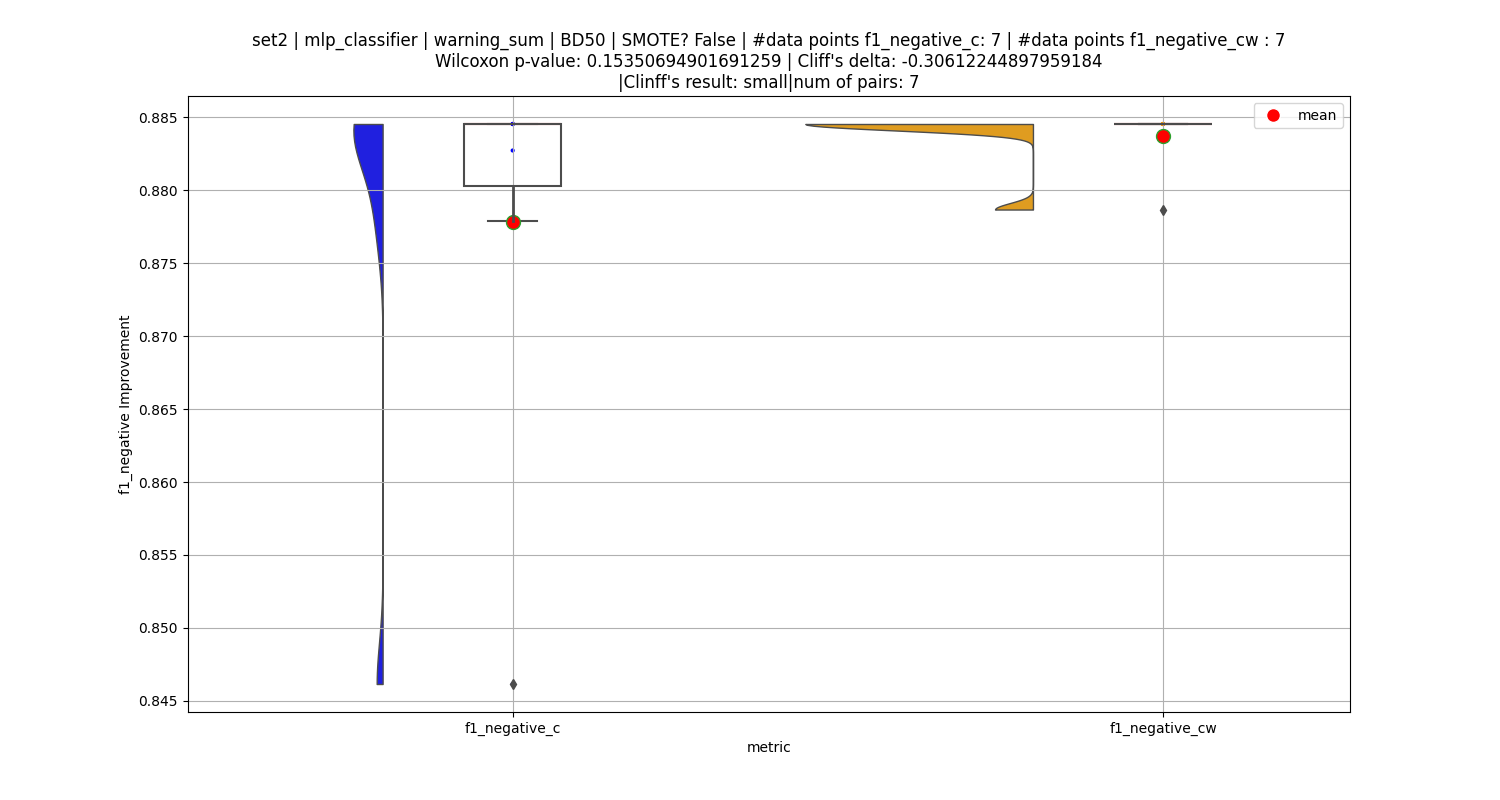 set2 | mlp_classifier | warning_sum | BD50 | SMOTE? False | #data points f1_negative_c: 7 | #data points f1_negative_cw : 7
Wilcoxon p-value: 0.15350694901691259 | Cliff's delta: -0.30612244897959184
|Clinff's result: small|num of pairs: 7
mean
0.885
0.880
0.875
0.870
0.865
0.860
0.855
0.850
0.845
f1_negative Improvement
f1_negative_c
f1_negative_cw
metric